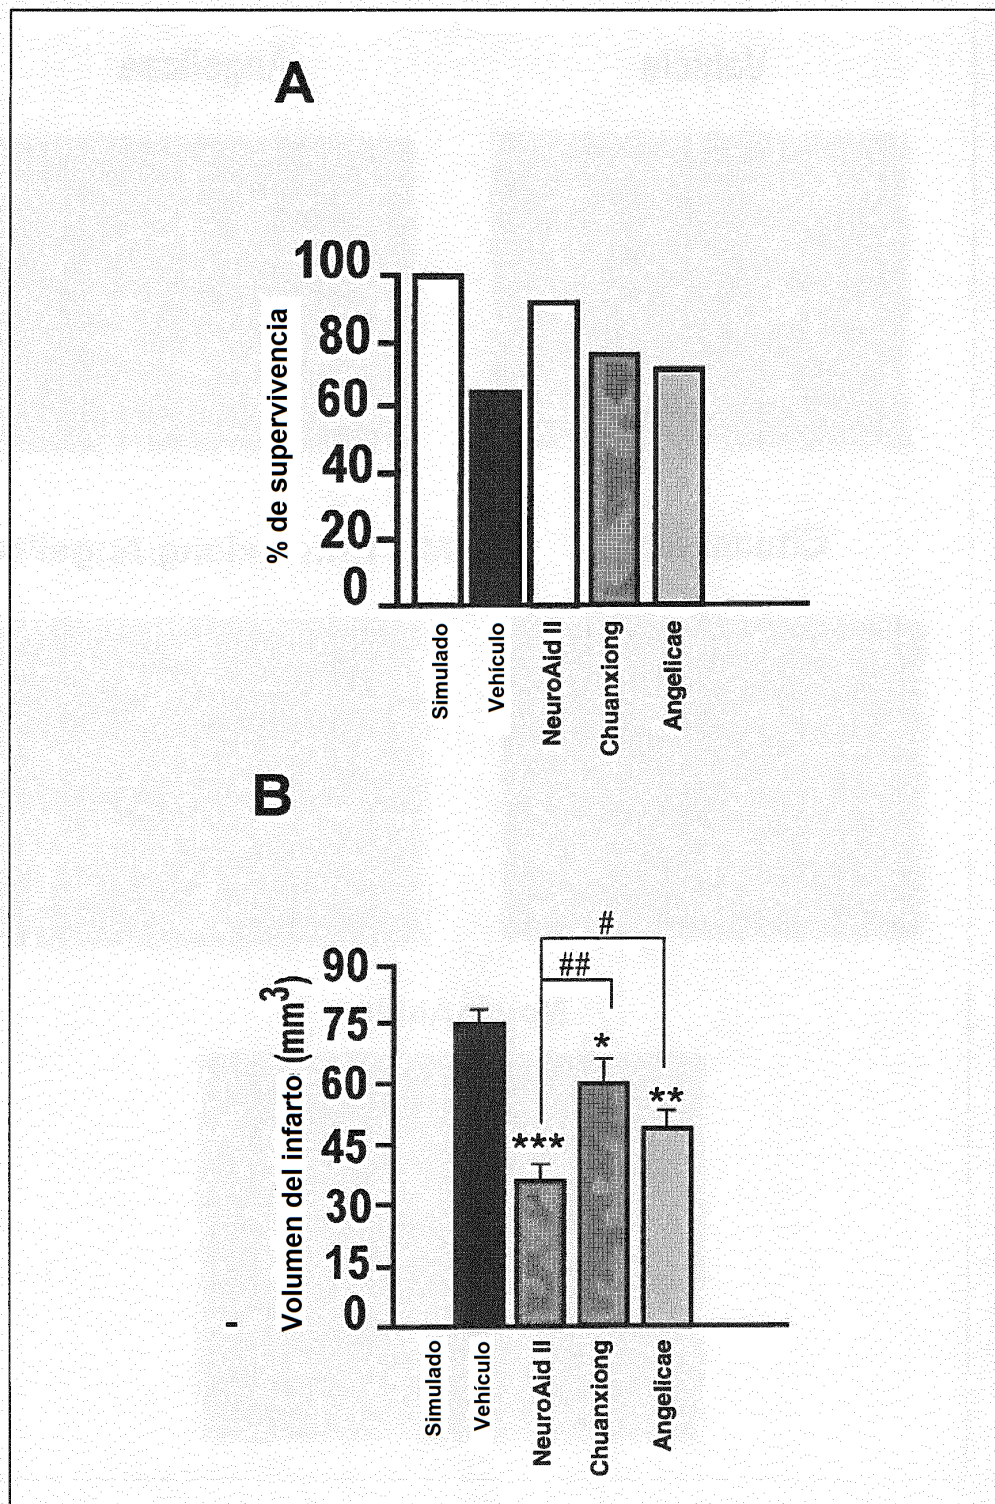 A
100
80
60
40
20
0
% de supervivencia
Simulado
Vehículo
NeuroAid II
Chuanxiong
Angelicae
B
#
##
90
75
60
45
30
15
0
Volumen del infarto (mm³)
*
**
***
-
Simulado
Vehículo
NeuroAid II
Chuanxiong
Angelicae